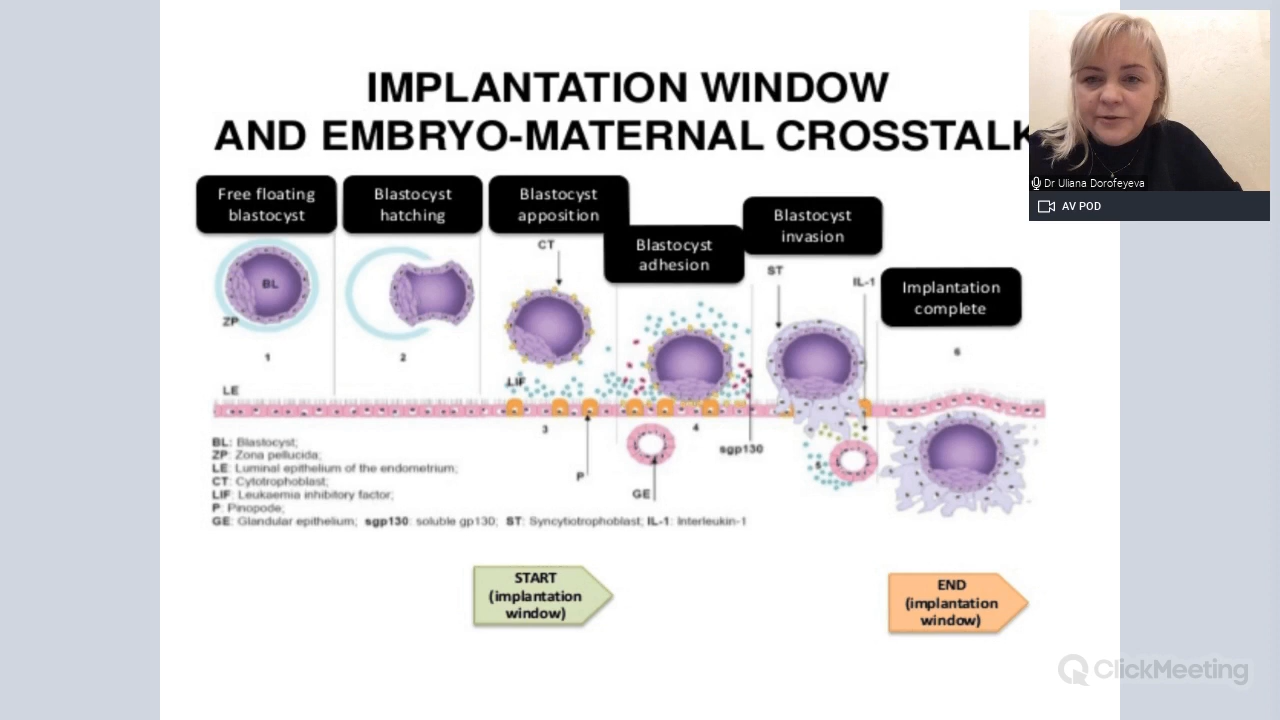 IMPLANTATION WINDOW
AND EMBRYO-MATERNAL CROSSTALK
Dr Uliana Dorofeyeva
AV POD
Free floating
blastocyst
Blastocyst
hatching
Blastocyst
apposition
Blastocyst
adhesion
Blastocyst
invasion
Implantation
complete
CT
ST
IL-1
BL
ZP
1
2
6
LE
LIF
3
4
5
sgp130
P
GE
BL: Blastocyst;
ZP: Zona pellucida;
LE: Luminal epithelium of the endometrium;
CT: Cytotrophoblast;
LIF: Leukaemia inhibitory factor;
P: Pinopode;
GE: Glandular epithelium; sgp130: soluble gp130; ST: Syncytiotrophoblast; IL-1: Interleukin-1
START
(implantation
window)
END
(implantation
window)
ClickMeeting